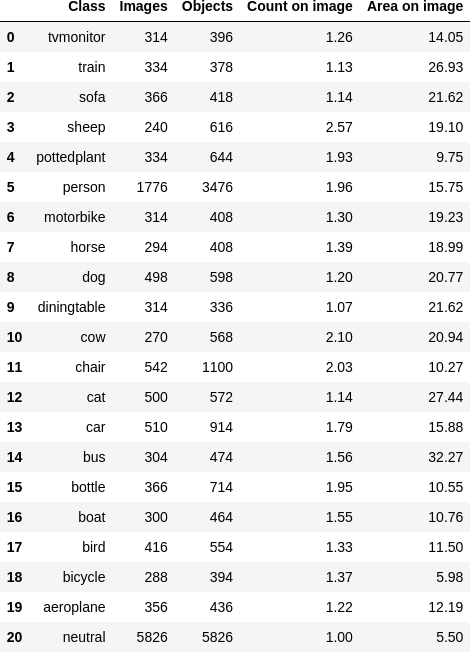 Class Images Objects Count on image Area on image
0 tvmonitor 314 396 1.26 14.05
1 train 334 378 1.13 26.93
2 sofa 366 418 1.14 21.62
3 sheep 240 616 2.57 19.10
4 pottedplant 334 644 1.93 9.75
5 person 1776 3476 1.96 15.75
6 motorbike 314 408 1.30 19.23
7 horse 294 408 1.39 18.99
8 dog 498 598 1.20 20.77
9 diningtable 314 336 1.07 21.62
10 cow 270 568 2.10 20.94
11 chair 542 1100 2.03 10.27
12 cat 500 572 1.14 27.44
13 car 510 914 1.79 15.88
14 bus 304 474 1.56 32.27
15 bottle 366 714 1.95 10.55
16 boat 300 464 1.55 10.76
17 bird 416 554 1.33 11.50
18 bicycle 288 394 1.37 5.98
19 aeroplane 356 436 1.22 12.19
20 neutral 5826 5826 1.00 5.50